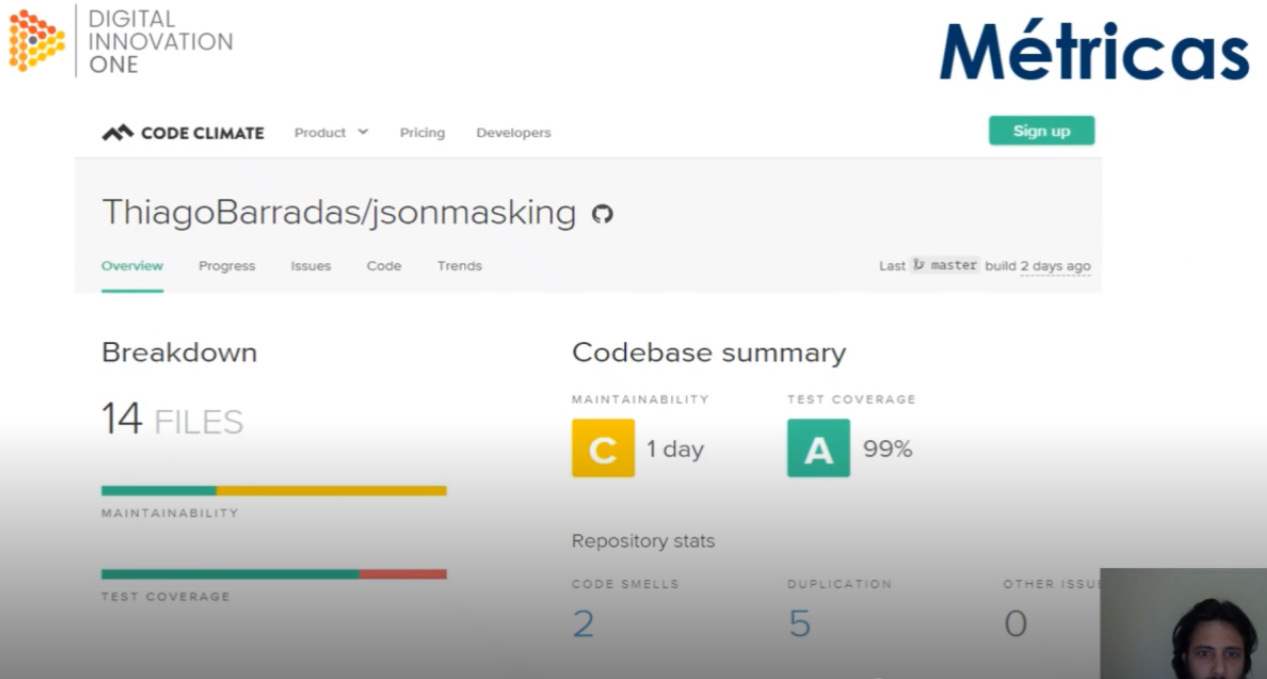 DIGITAL
INNOVATION
ONE
Métricas
CODE CLIMATE Product Pricing Developers Sign up
ThiagoBarradas/jsonmasking
Overview Progress Issues Code Trends Last master build 2 days ago
Breakdown
14 FILES
MAINTAINABILITY
TEST COVERAGE
Codebase summary
MAINTAINABILITY TEST COVERAGE
C 1 day A 99%
Repository stats
CODE SMELLS DUPLICATION OTHER ISSU
2 5 0